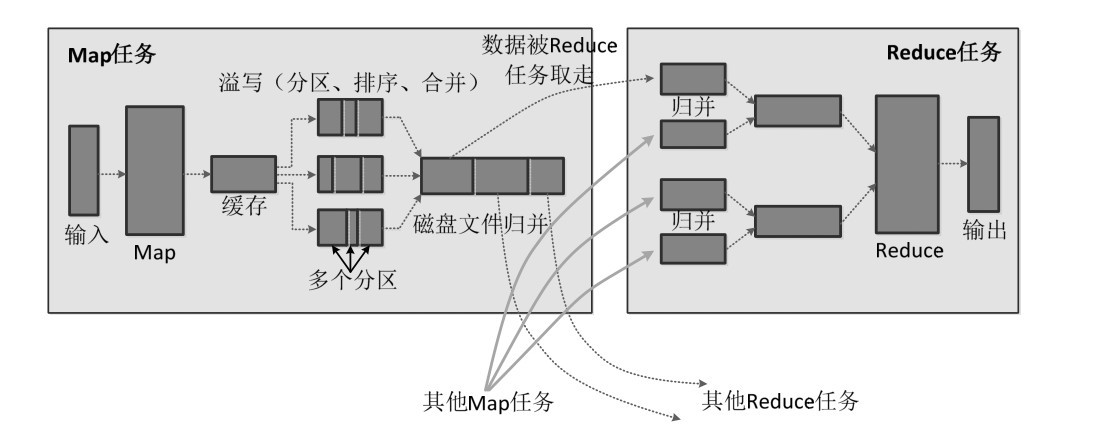 Map任务
溢写（分区、排序、合并）
数据被Reduce
任务取走
输入
Map
缓存
多个分区
磁盘文件归并
Reduce任务
归并
归并
Reduce
输出
其他Map任务
其他Reduce任务